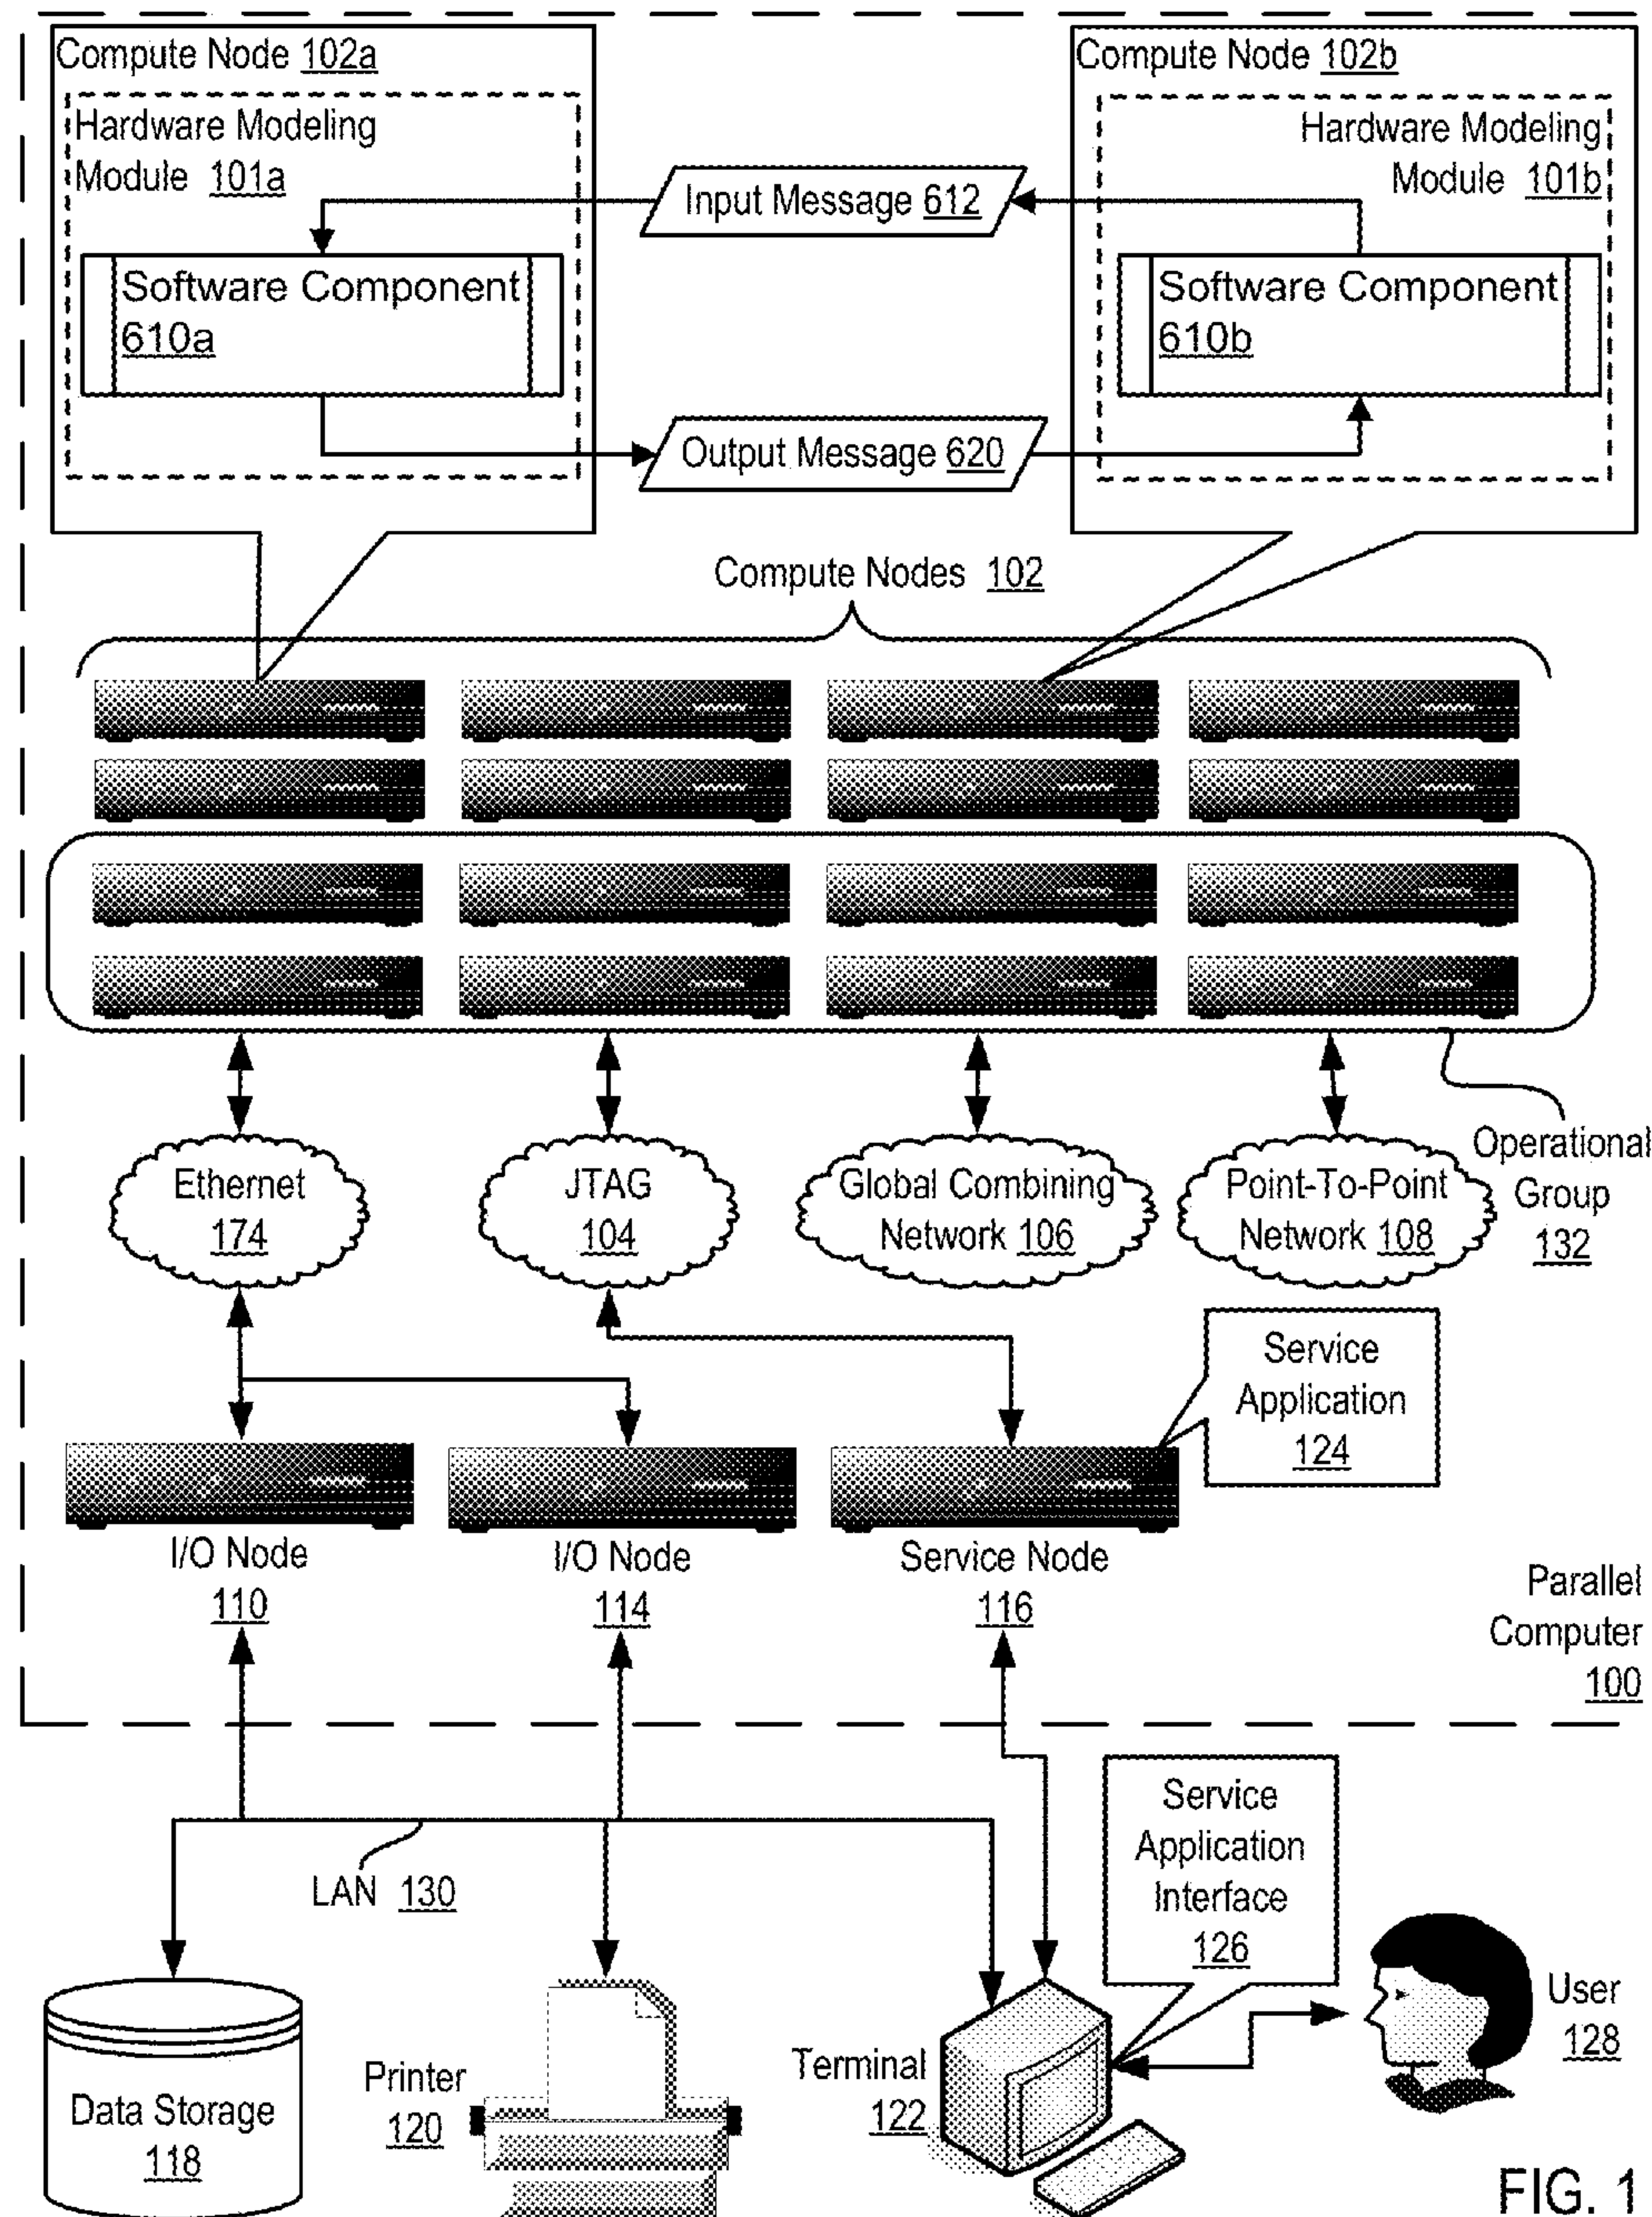 Compute Node 102a
Hardware Modeling
Module 101a
Software Component
610a
Input Message 612
Output Message 620
Compute Node 102b
Hardware Modeling
Module 101b
Software Component
610b
Compute Nodes 102
Ethernet
174
JTAG
104
Global Combining
Network 106
Point-To-Point
Network 108
Operational
Group
132
Service
Application
124
I/O Node
110
I/O Node
114
Service Node
116
Parallel
Computer
100
LAN 130
Service
Application
Interface
126
Data Storage
118
Printer
120
Terminal
122
User
128
FIG. 1